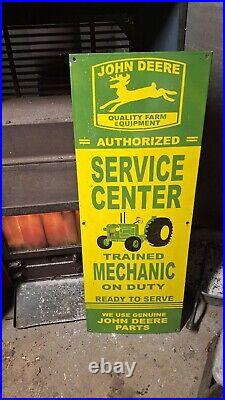 JOHN DEERE
QUALITY FARM
EQUIPMENT
AUTHORIZED
SERVICE
CENTER
TRAINED
MECHANIC
ON DUTY
READY TO SERVE
WE USE GENUINE
JOHN DEERE
PARTS